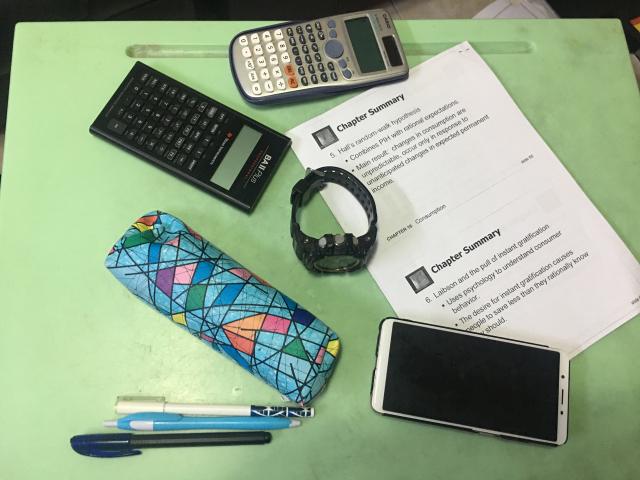 CASIO
BA II PLUS
Texas Instruments
Chapter Summary
5. Hall's random-walk hypothesis
• Combines PIH with rational expectations.
• Main result: changes in consumption are
unpredictable, occur only in response to
unanticipated changes in expected permanent
income.
CHAPTER 16 Consumption
Chapter Summary
6. Laibson and the pull of instant gratification
• Uses psychology to understand consumer
behavior.
• The desire for instant gratification causes
people to save less than they rationally know
should.